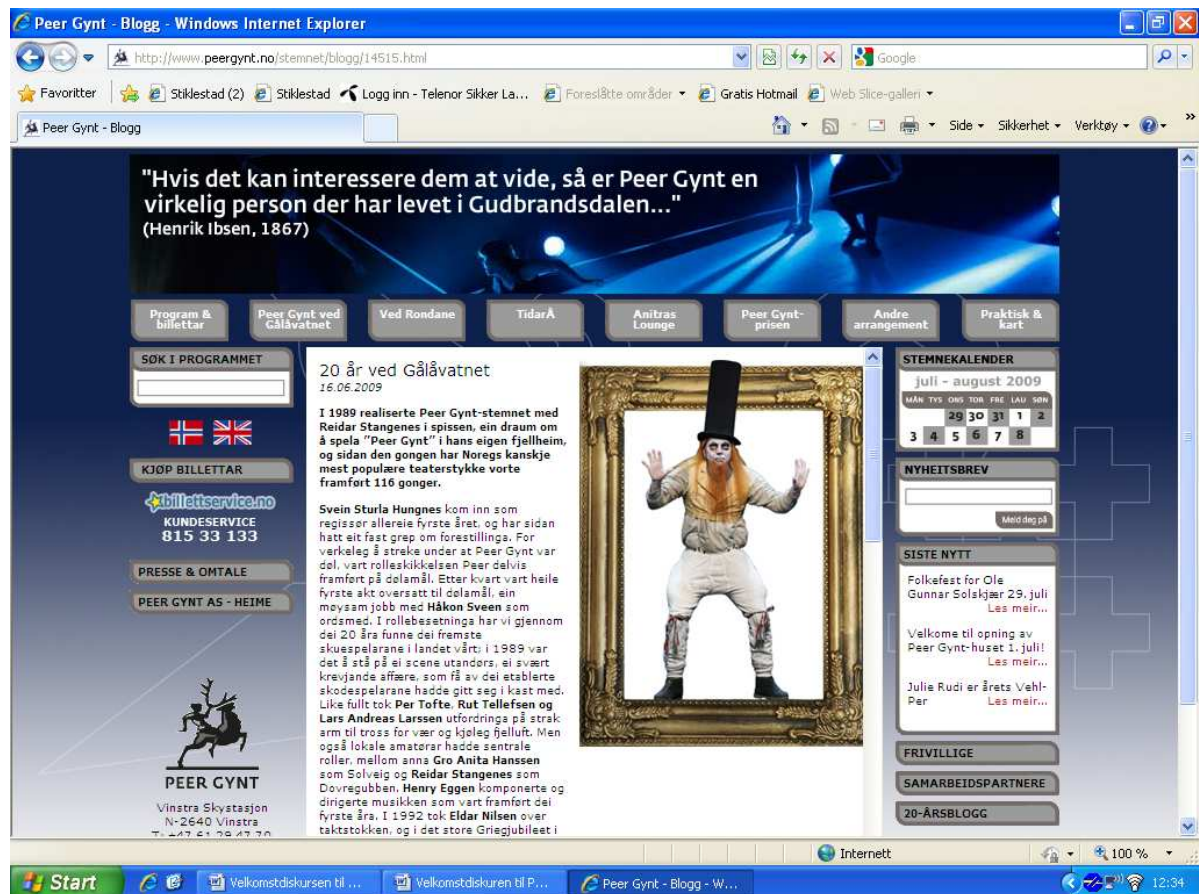 Peer Gynt - Blogg - Windows Internet Explorer
http://www.peergynt.no/stemnet/blogg/14515.html
Google
Favoritter
Stiklestad (2)
Stiklestad
Logg inn - Telenor Sikker La...
Foreslåtte områder
Gratis Hotmail
Web Slice-galleri
Peer Gynt - Blogg
Side
Sikkerhet
Verktøy
"Hvis det kan interessere dem at vide, så er Peer Gynt en
virkelig person der har levet i Gudbrandsdalen..."
(Henrik Ibsen, 1867)
Program &
billettar
Peer Gynt ved
Gålåvatnet
Ved Rondane
TidarÅ
Anitras
Lounge
Peer Gynt-
prisen
Andre
arrangement
Praktisk &
kart
SØK I PROGRAMMET
KJØP BILLETTAR
billettservice.no
KUNDESERVICE
815 33 133
PRESSE & OMTALE
PEER GYNT AS - HEIME
PEER GYNT
Vinstra Skystasjon
N-2640 Vinstra
T: +47 61 29 47 70
20 år ved Gålåvatnet
16.06.2009
I 1989 realiserte Peer Gynt-stemnet med
Reidar Stangenes i spissen, ein draum om
å spela "Peer Gynt" i hans eigen fjellheim,
og sidan den gongen har Noregs kanskje
mest populære teaterstykke vorte
framført 116 gonger.
Svein Sturla Hungnes kom inn som
regissør allereie fyrste året, og har sidan
hatt eit fast grep om forestillinga. For
verkeleg å streke under at Peer Gynt var
døl, vart rolleskikkelsen Peer delvis
framført på dølamål. Etter kvart vart heile
fyrste akt oversatt til dølamål, ein
møysam jobb med Håkon Sveen som
ordsmed. I rollebesetninga har vi gjennom
dei 20 åra funne dei fremste
skuespelarane i landet vårt; i 1989 var
det å stå på ei scene utandørs, ei svært
krevjande affære, som få av dei etablerte
skodespelarane hadde gitt seg i kast med.
Like fullt tok Per Tofte, Rut Tellefsen og
Lars Andreas Larssen utfordringa på strak
arm til tross for vær og kjøleg fjelluft. Men
også lokale amatørar hadde sentrale
roller, mellom anna Gro Anita Hanssen
som Solveig og Reidar Stangenes som
Dovregubben. Henry Eggen komponerte og
dirigerte musikken som vart framført dei
fyrste åra. I 1992 tok Eldar Nilsen over
taktstokken, og i det store Griegjubileet i
STEMNEKALENDER
juli - august 2009
MÅN TYS ONS TOR FRE LAU SØN
29 30 31 1 2
3 4 5 6 7 8
NYHEITSBREV
Meld deg på
SISTE NYTT
Folkefest for Ole
Gunnar Solskjær 29. juli
Les meir...
Velkome til opning av
Peer Gynt-huset 1. juli!
Les meir...
Julie Rudi er årets Vehl-
Per Les meir...
FRIVILLIGE
SAMARBEIDSPARTNERE
20-ÅRSBLOGG
Internett
100 %
Start
Velkomstdiskursen til ...
Velkomstdiskuren til P...
Peer Gynt - Blogg - W...
12:34